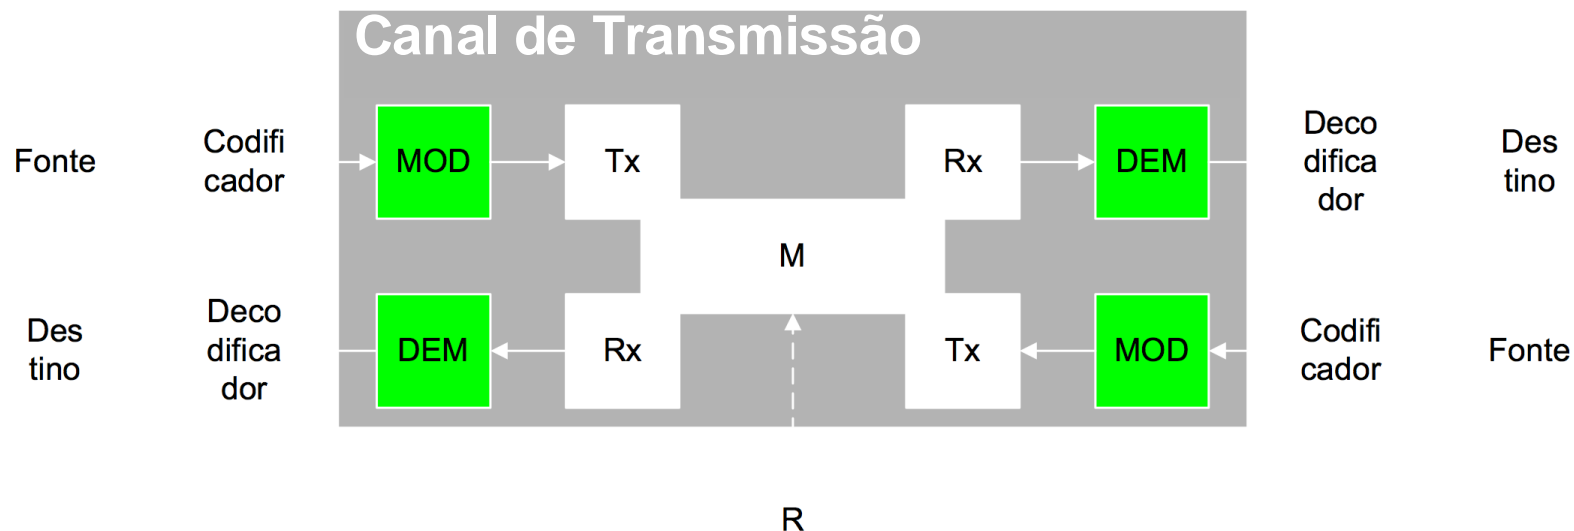 Canal de Transmissão
Fonte
Codifi
cador
MOD
Tx
Rx
DEM
Deco
difica
dor
Des
tino
M
Des
tino
Deco
difica
dor
DEM
Rx
Tx
MOD
Codifi
cador
Fonte
R